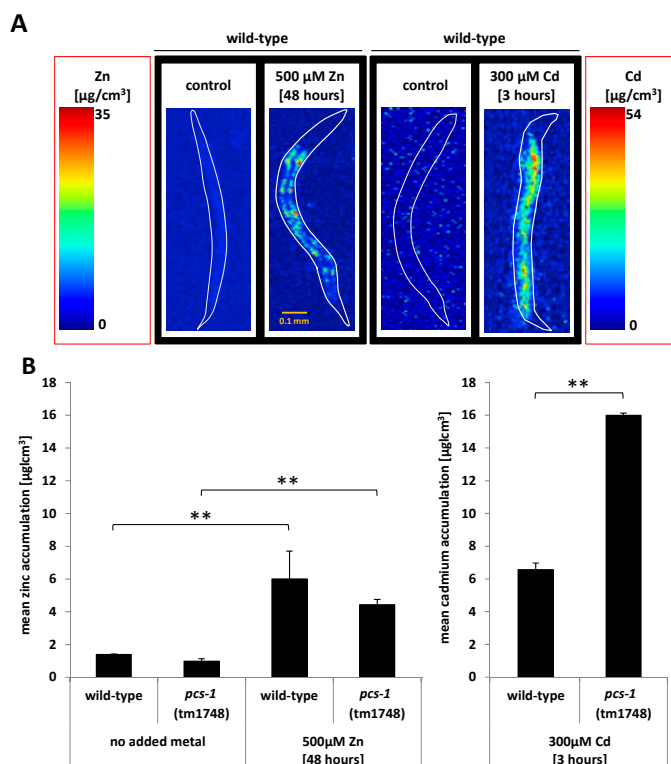 A
wild-type
wild-type
Zn
[µg/cm³]
35
0
control
500 µM Zn
[48 hours]
0.1 mm
control
300 µM Cd
[3 hours]
Cd
[µg/cm³]
54
0
B
mean zinc accumulation [µglcm³]
18
16
14
12
10
8
6
4
2
0
**
**
wild-type
pcs-1
(tm1748)
wild-type
pcs-1
(tm1748)
no added metal
500µM Zn
[48 hours]
mean cadmium accumulation [µglcm³]
18
16
14
12
10
8
6
4
2
0
**
wild-type
pcs-1
(tm1748)
300µM Cd
[3 hours]